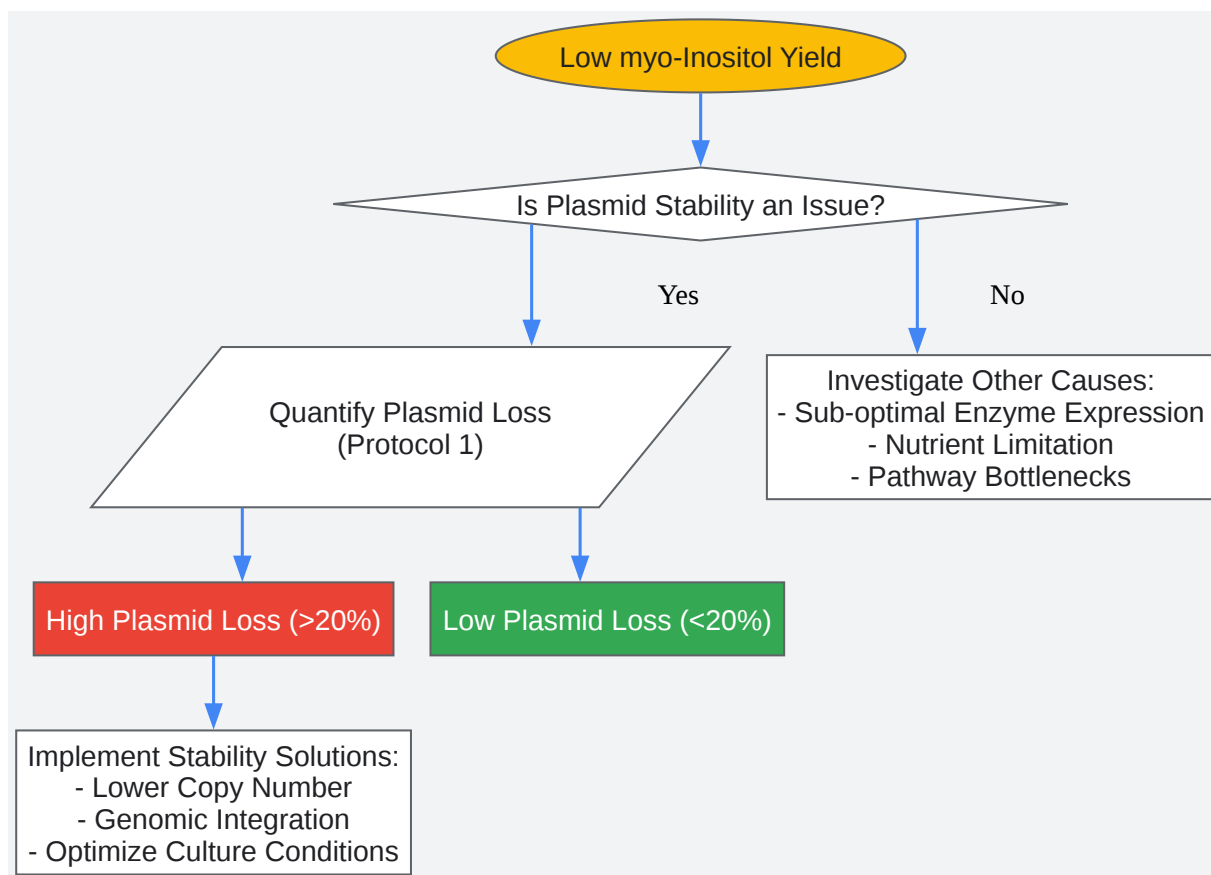 Low myo-Inositol Yield
Is Plasmid Stability an Issue?
Yes
No
Quantify Plasmid Loss
(Protocol 1)
Investigate Other Causes:
- Sub-optimal Enzyme Expression
- Nutrient Limitation
- Pathway Bottlenecks
High Plasmid Loss (>20%)
Low Plasmid Loss (<20%)
Implement Stability Solutions:
- Lower Copy Number
- Genomic Integration
- Optimize Culture Conditions